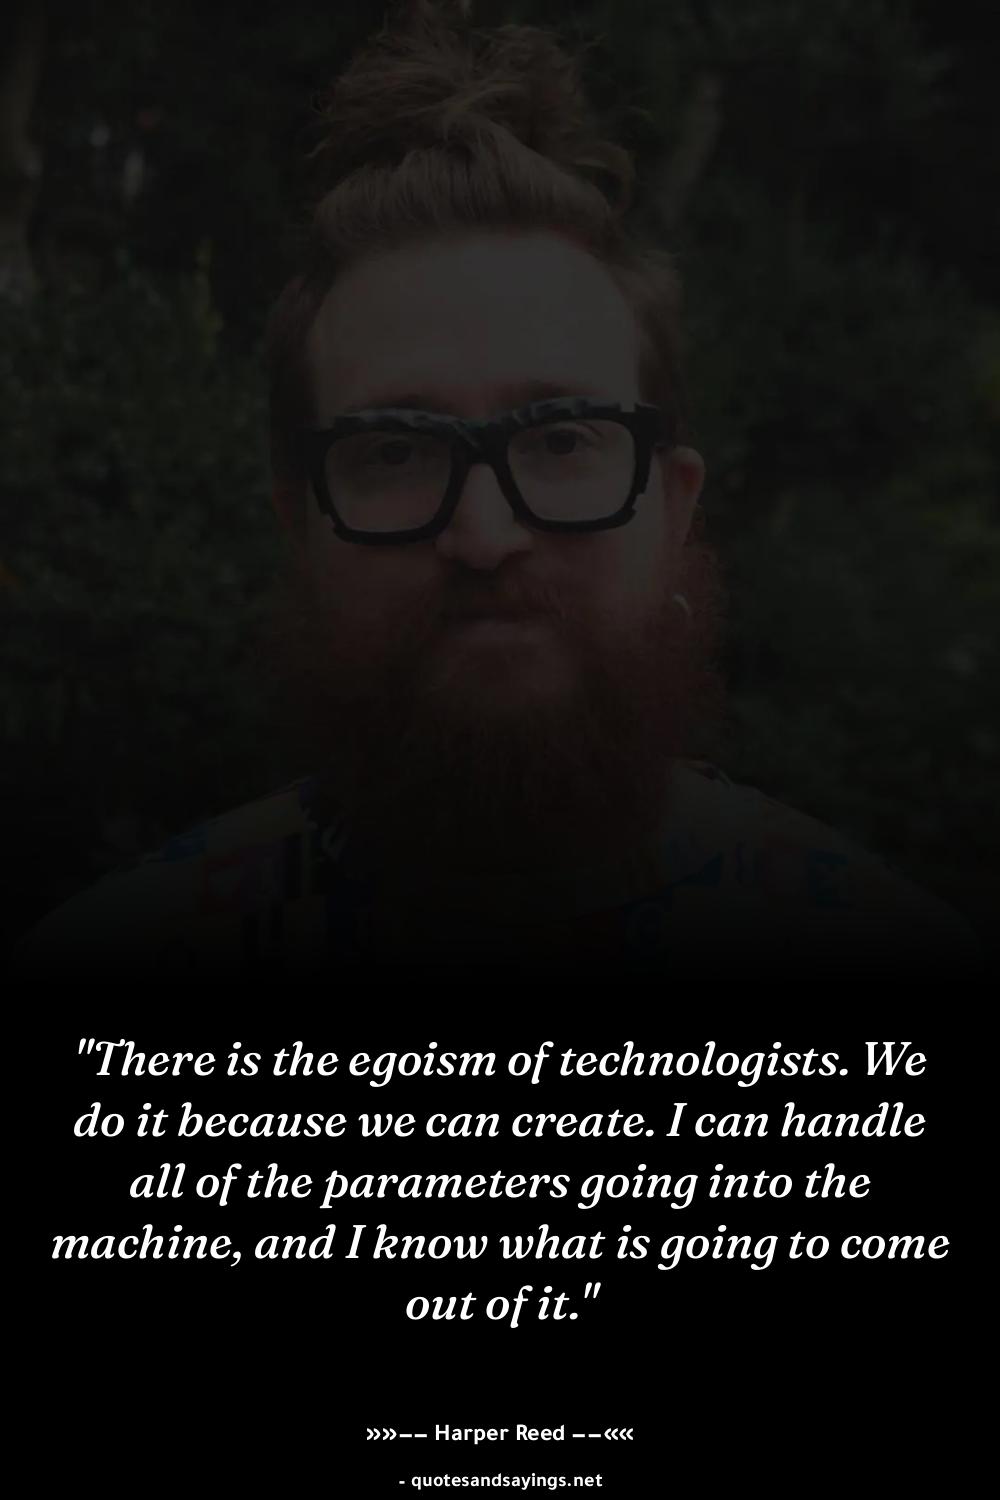 "There is the egoism of technologists. We
do it because we can create. I can handle
all of the parameters going into the
machine, and I know what is going to come
out of it."
»»–– Harper Reed ––««
- quotesandsayings.net